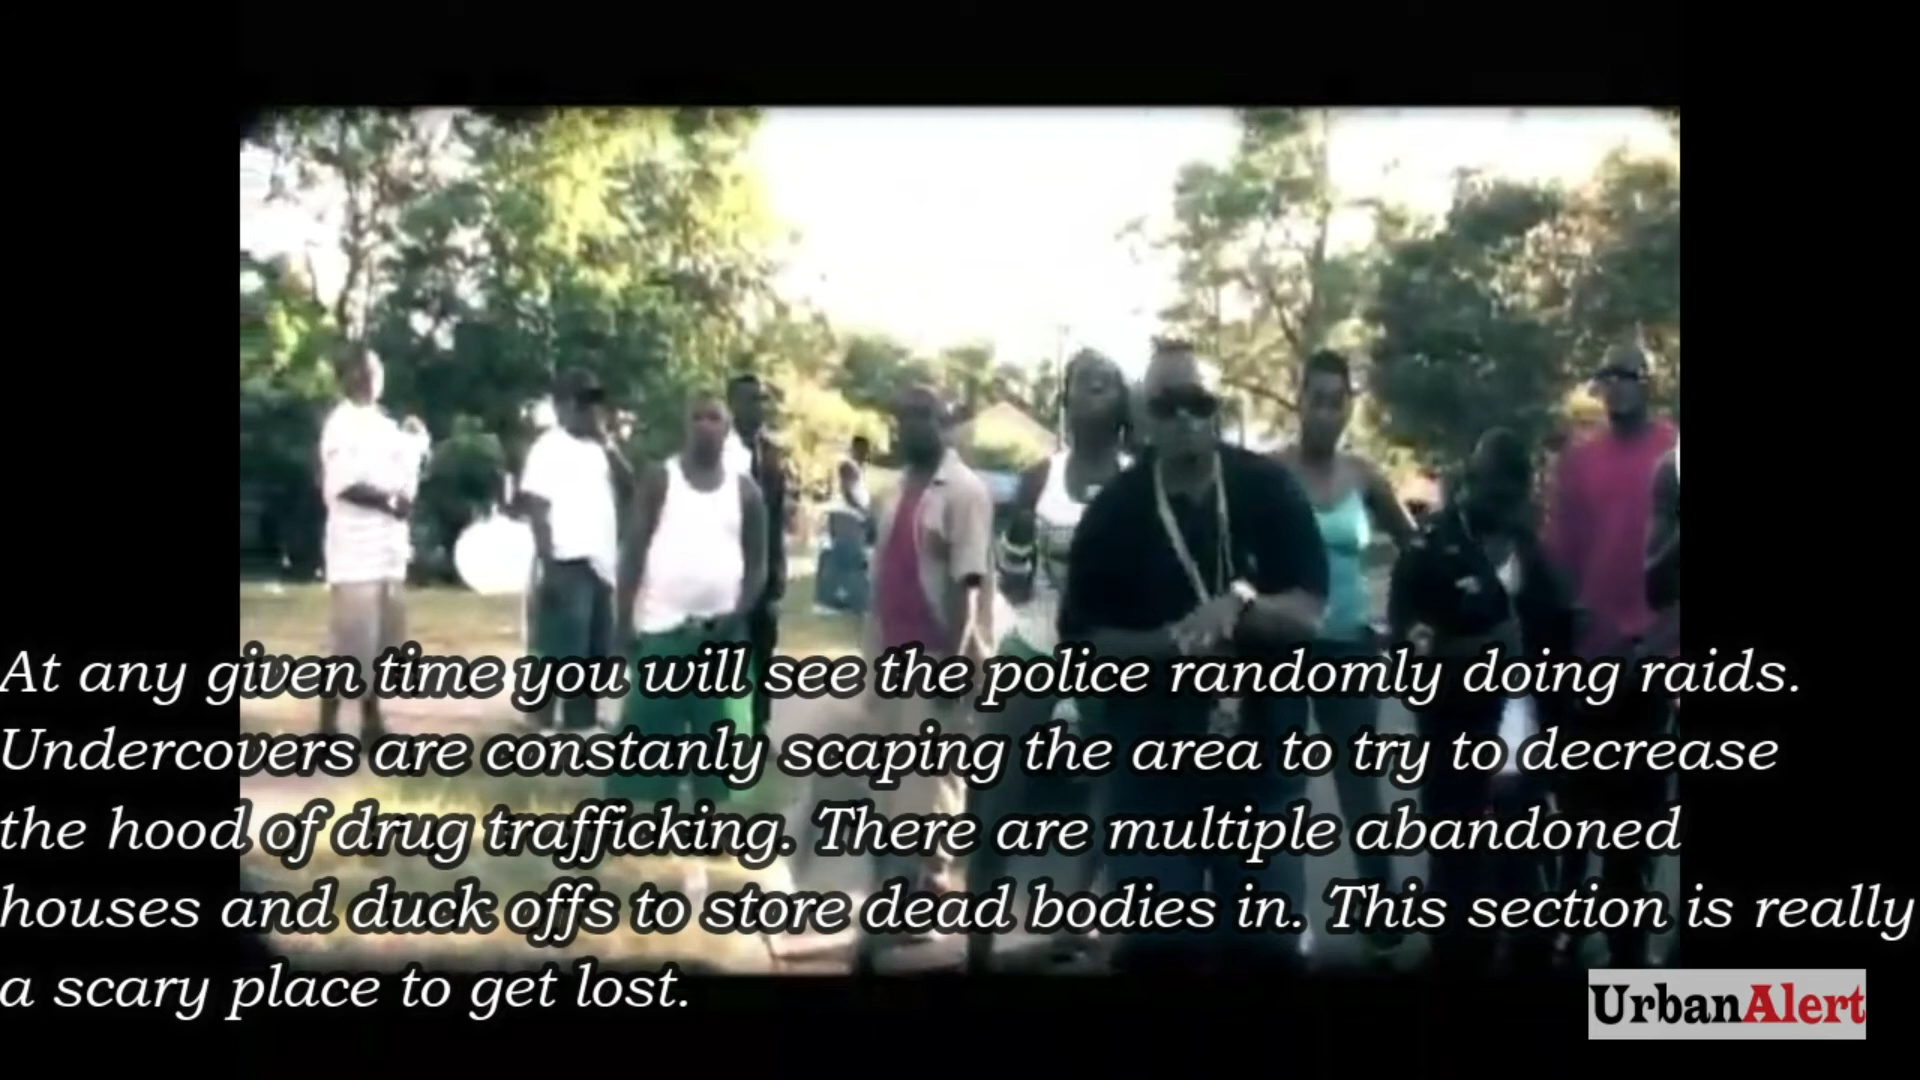 At any given time you will see the police randomly doing raids.
Undercovers are constanly scaping the area to try to decrease
the hood of drug trafficking. There are multiple abandoned
houses and duck offs to store dead bodies in. This section is really
a scary place to get lost.
UrbanAlert